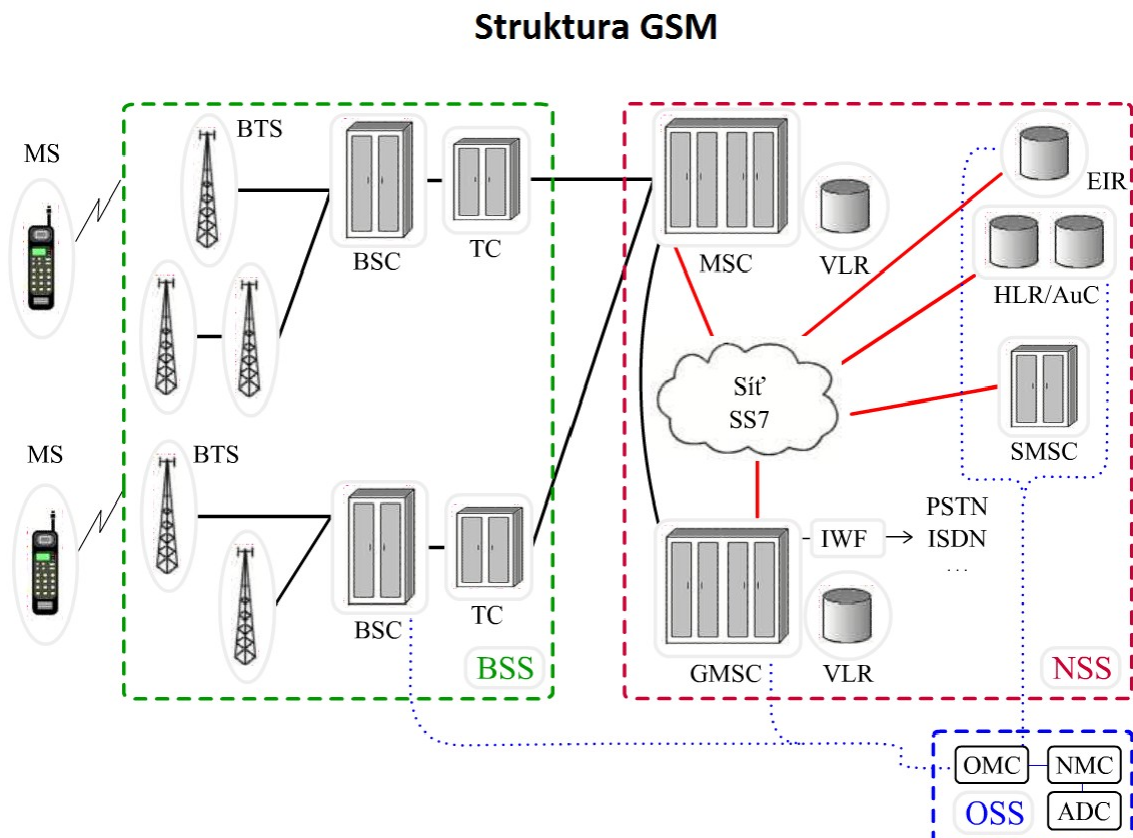 Struktura GSM
MS
BTS
BSC
TC
MSC
VLR
EIR
HLR/AuC
Síť
SS7
SMSC
MS
BTS
BSC
TC
BSS
GMSC
IWF
PSTN
ISDN
...
VLR
NSS
OMC
NMC
OSS
ADC